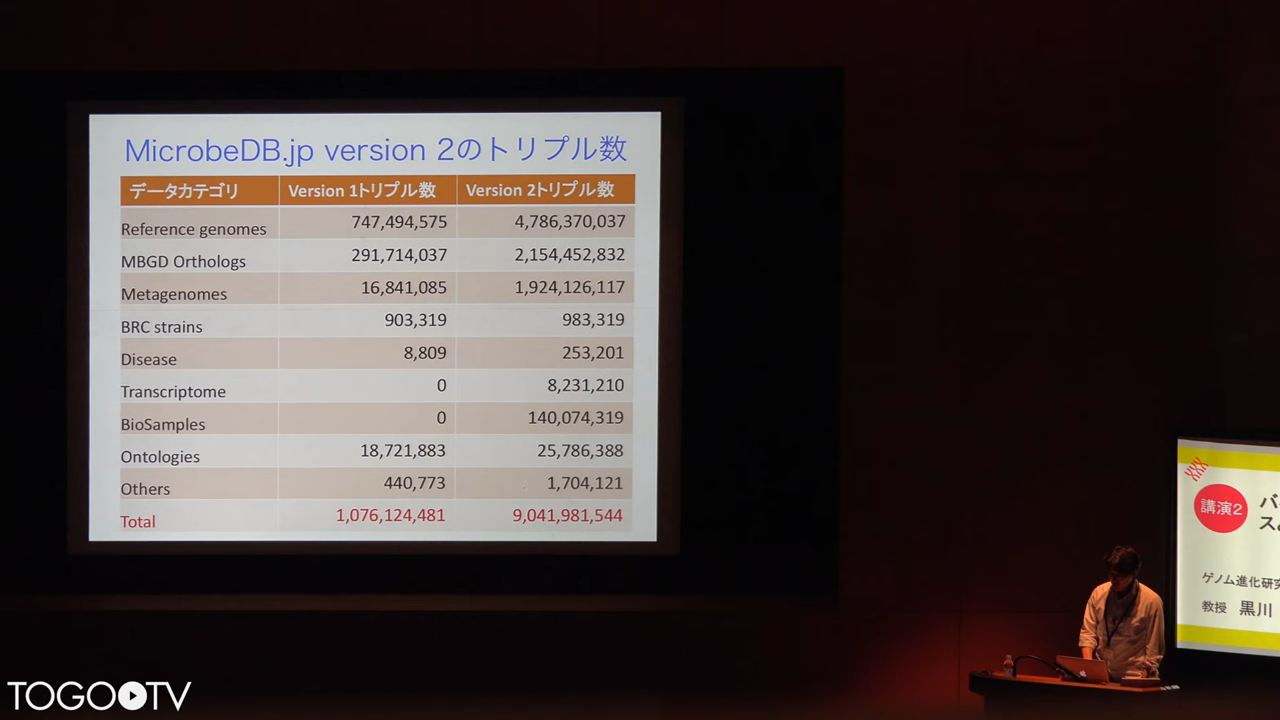 MicrobeDB.jp version 2のトリプル数
データカテゴリ Version 1トリプル数 Version 2トリプル数
Reference genomes 747,494,575 4,786,370,037
MBGD Orthologs 291,714,037 2,154,452,832
Metagenomes 16,841,085 1,924,126,117
BRC strains 903,319 983,319
Disease 8,809 253,201
Transcriptome 0 8,231,210
BioSamples 0 140,074,319
Ontologies 18,721,883 25,786,388
Others 440,773 1,704,121
Total 1,076,124,481 9,041,981,544
講演2
バ
ス
ゲノム進化研究
教授 黒川
TOGOTV